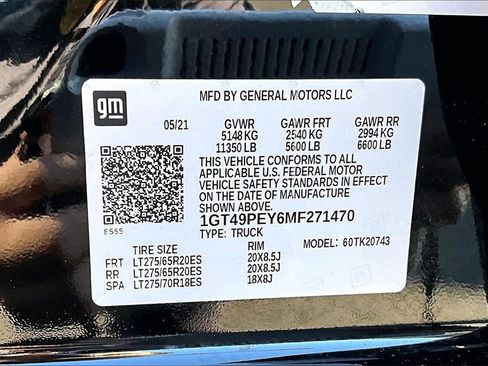 gm
MFD BY GENERAL MOTORS LLC
05/21 GVWR GAWR FRT GAWR RR
5148 KG 2540 KG 2994 KG
11350 LB 5600 LB 6600 LB
THIS VEHICLE CONFORMS TO ALL
APPLICABLE U.S. FEDERAL MOTOR
VEHICLE SAFETY STANDARDS IN EFFECT
ON THE DATE OF MANUFACTURE
SHOWN ABOVE
1GT49PEY6MF271470
8555 TYPE: TRUCK
TIRE SIZE RIM MODEL: 60TK20743
FRT LT275/65R20ES 20X8.5J
RR LT275/65R20ES 20X8.5J
SPA LT275/70R18ES 18X8J